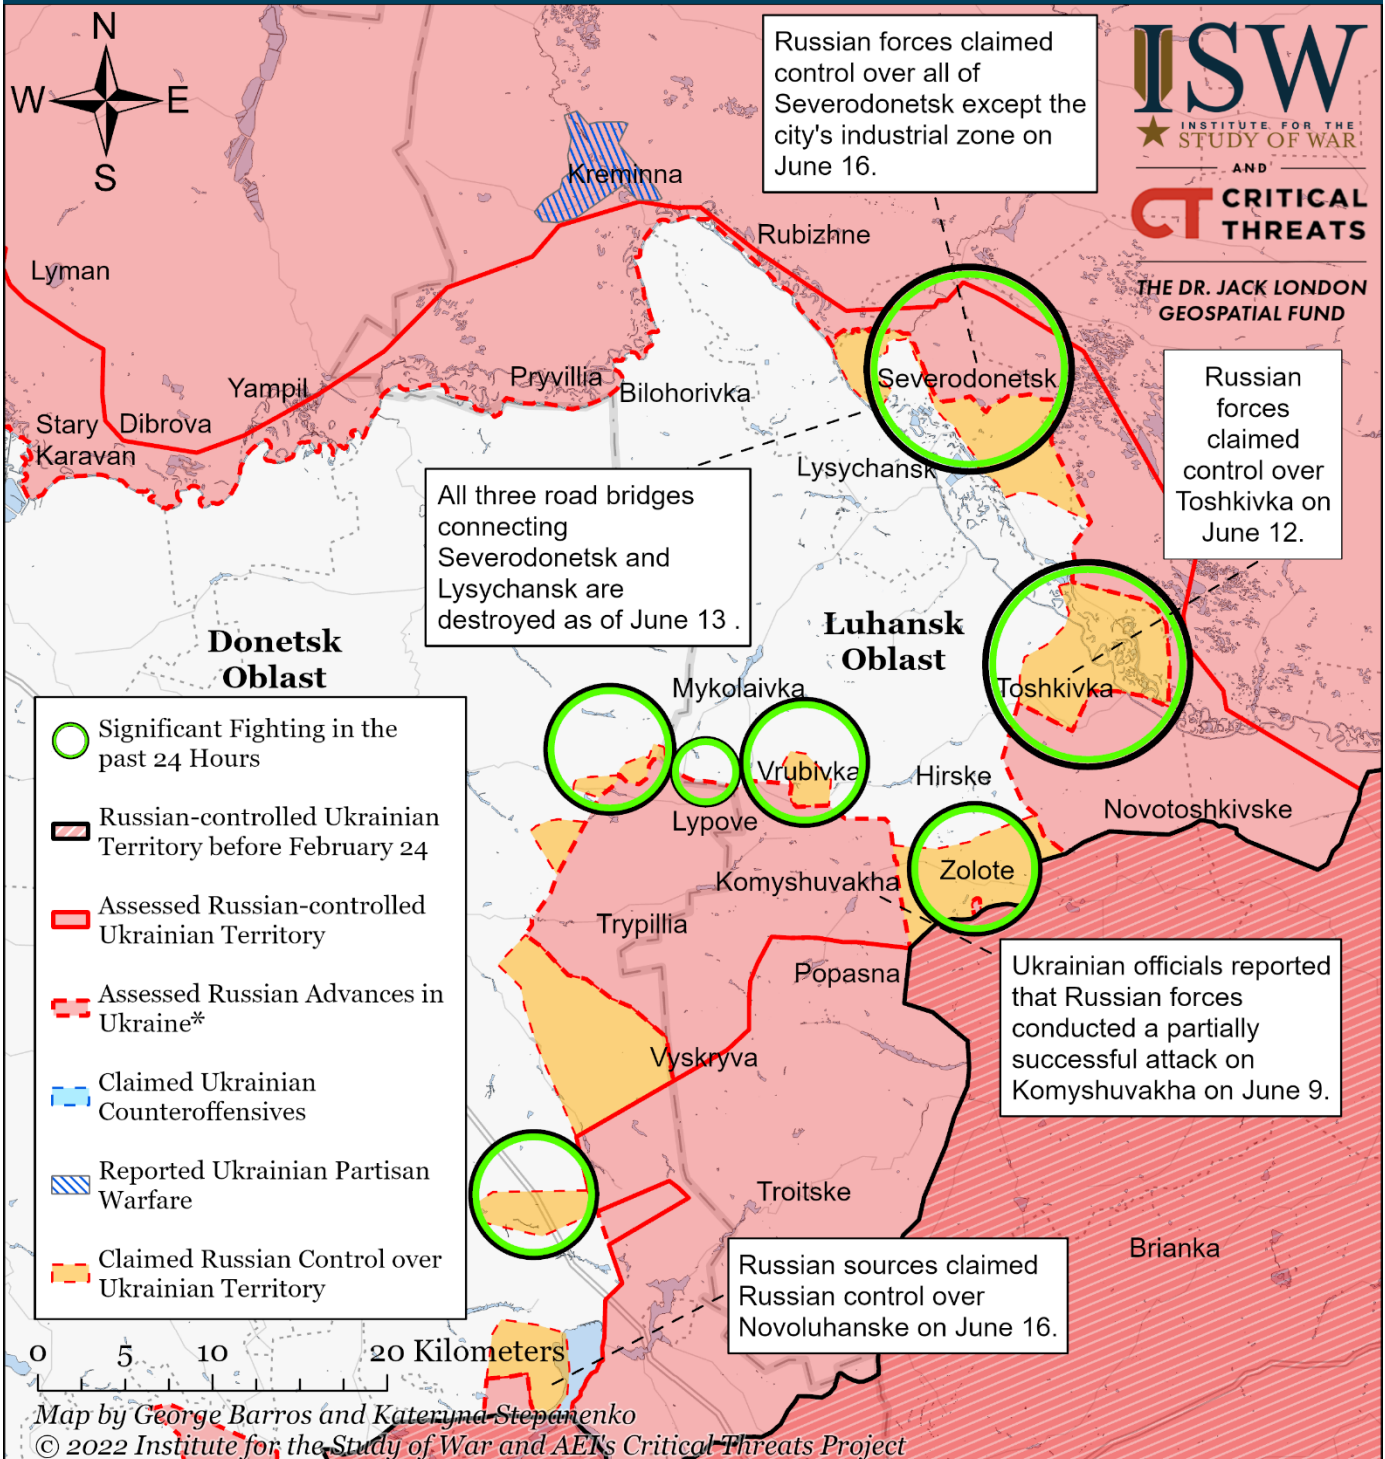 N
W E
S
Russian forces claimed
control over all of
Severodonetsk except the
city's industrial zone on
June 16.
ISW
INSTITUTE FOR THE
STUDY OF WAR
AND
CT CRITICAL
THREATS
THE DR. JACK LONDON
GEOSPATIAL FUND
Kreminna
Rubizhne
Lyman
Yampil
Pryvillia
Bilohorivka
Severodonetsk
Stary
Karavan
Dibrova
Lysychansk
Russian
forces
claimed
control over
Toshkivka on
June 12.
All three road bridges
connecting
Severodonetsk and
Lysychansk are
destroyed as of June 13 .
Donetsk
Oblast
Luhansk
Oblast
Mykolaivka
Toshkivka
Vrubivka
Hirske
Lypove
Novotoshkivske
Komyshuvakha
Zolote
Trypillia
Popasna
Vyskryva
Ukrainian officials reported
that Russian forces
conducted a partially
successful attack on
Komyshuvakha on June 9.
Troitske
Brianka
Russian sources claimed
Russian control over
Novoluhanske on June 16.
Significant Fighting in the
past 24 Hours
Russian-controlled Ukrainian
Territory before February 24
Assessed Russian-controlled
Ukrainian Territory
Assessed Russian Advances in
Ukraine*
Claimed Ukrainian
Counteroffensives
Reported Ukrainian Partisan
Warfare
Claimed Russian Control over
Ukrainian Territory
0 5 10 20 Kilometers
Map by George Barros and Kateryna Stepanenko
© 2022 Institute for the Study of War and AEI's Critical Threats Project